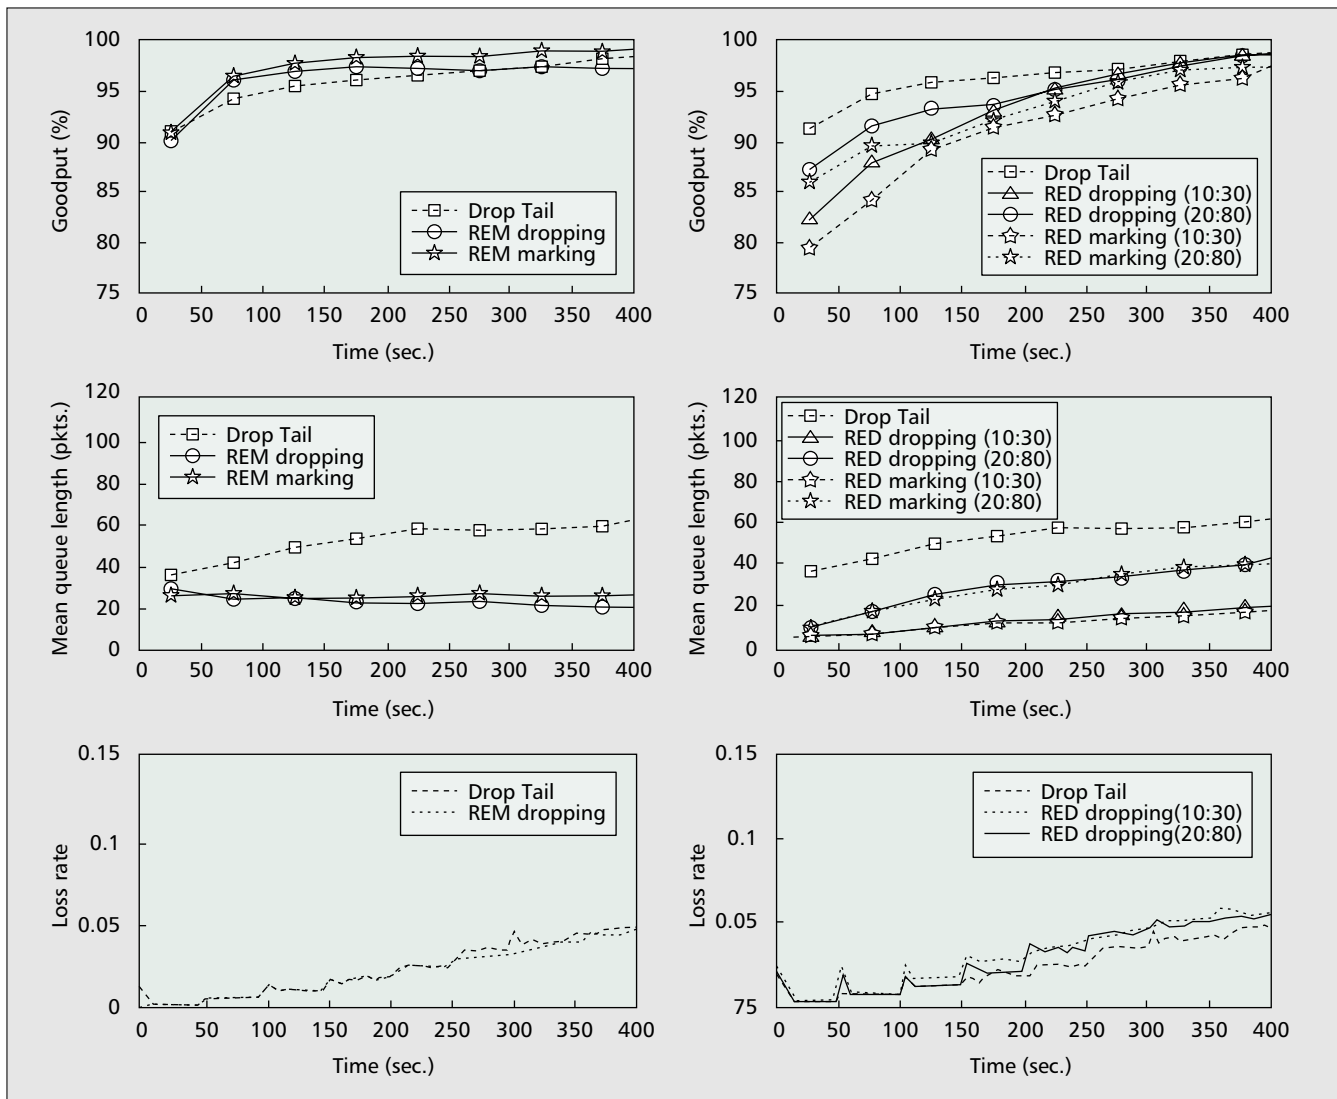 100
95
90
85
80
75
Goodput (%)
Drop Tail
REM dropping
REM marking
0 50 100 150 200 250 300 350 400
Time (sec.)
100
95
90
85
80
75
Goodput (%)
Drop Tail
RED dropping (10:30)
RED dropping (20:80)
RED marking (10:30)
RED marking (20:80)
0 50 100 150 200 250 300 350 400
Time (sec.)
120
100
80
60
40
20
0
Mean queue length (pkts.)
Drop Tail
REM dropping
REM marking
0 50 100 150 200 250 300 350 400
Time (sec.)
120
100
80
60
40
20
0
Mean queue length (pkts.)
Drop Tail
RED dropping (10:30)
RED dropping (20:80)
RED marking (10:30)
RED marking (20:80)
0 50 100 150 200 250 300 350 400
Time (sec.)
0.15
0.1
0.05
0
Loss rate
Drop Tail
REM dropping
0 50 100 150 200 250 300 350 400
Time (sec.)
0.15
0.1
0.05
75
Loss rate
Drop Tail
RED dropping(10:30)
RED dropping(20:80)
0 50 100 150 200 250 300 350 400
Time (sec.)